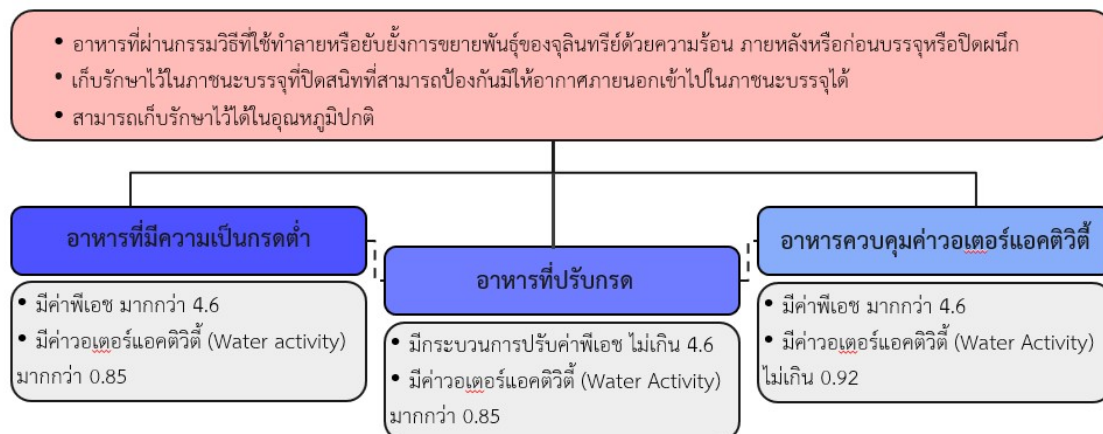 • อาหารที่ผ่านกรรมวิธีที่ใช้ทำลายหรือยับยั้งการขยายพันธุ์ของจุลินทรีย์ด้วยความร้อน ภายหลังหรือก่อนบรรจุหรือปิดผนึก
• เก็บรักษาไว้ในภาชนะบรรจุที่ปิดสนิทที่สามารถป้องกันมิให้อากาศภายนอกเข้าไปในภาชนะบรรจุได้
• สามารถเก็บรักษาไว้ได้ในอุณหภูมิปกติ
อาหารที่มีความเป็นกรดต่ำ
• มีค่าพีเอช มากกว่า 4.6
• มีค่าวอเตอร์แอคติวิตี้ (Water activity)
มากกว่า 0.85
อาหารที่ปรับกรด
• มีกระบวนการปรับค่าพีเอช ไม่เกิน 4.6
• มีค่าวอเตอร์แอคติวิตี้ (Water Activity)
มากกว่า 0.85
อาหารควบคุมค่าวอเตอร์แอคติวิตี้
• มีค่าพีเอช มากกว่า 4.6
• มีค่าวอเตอร์แอคติวิตี้ (Water Activity)
ไม่เกิน 0.92